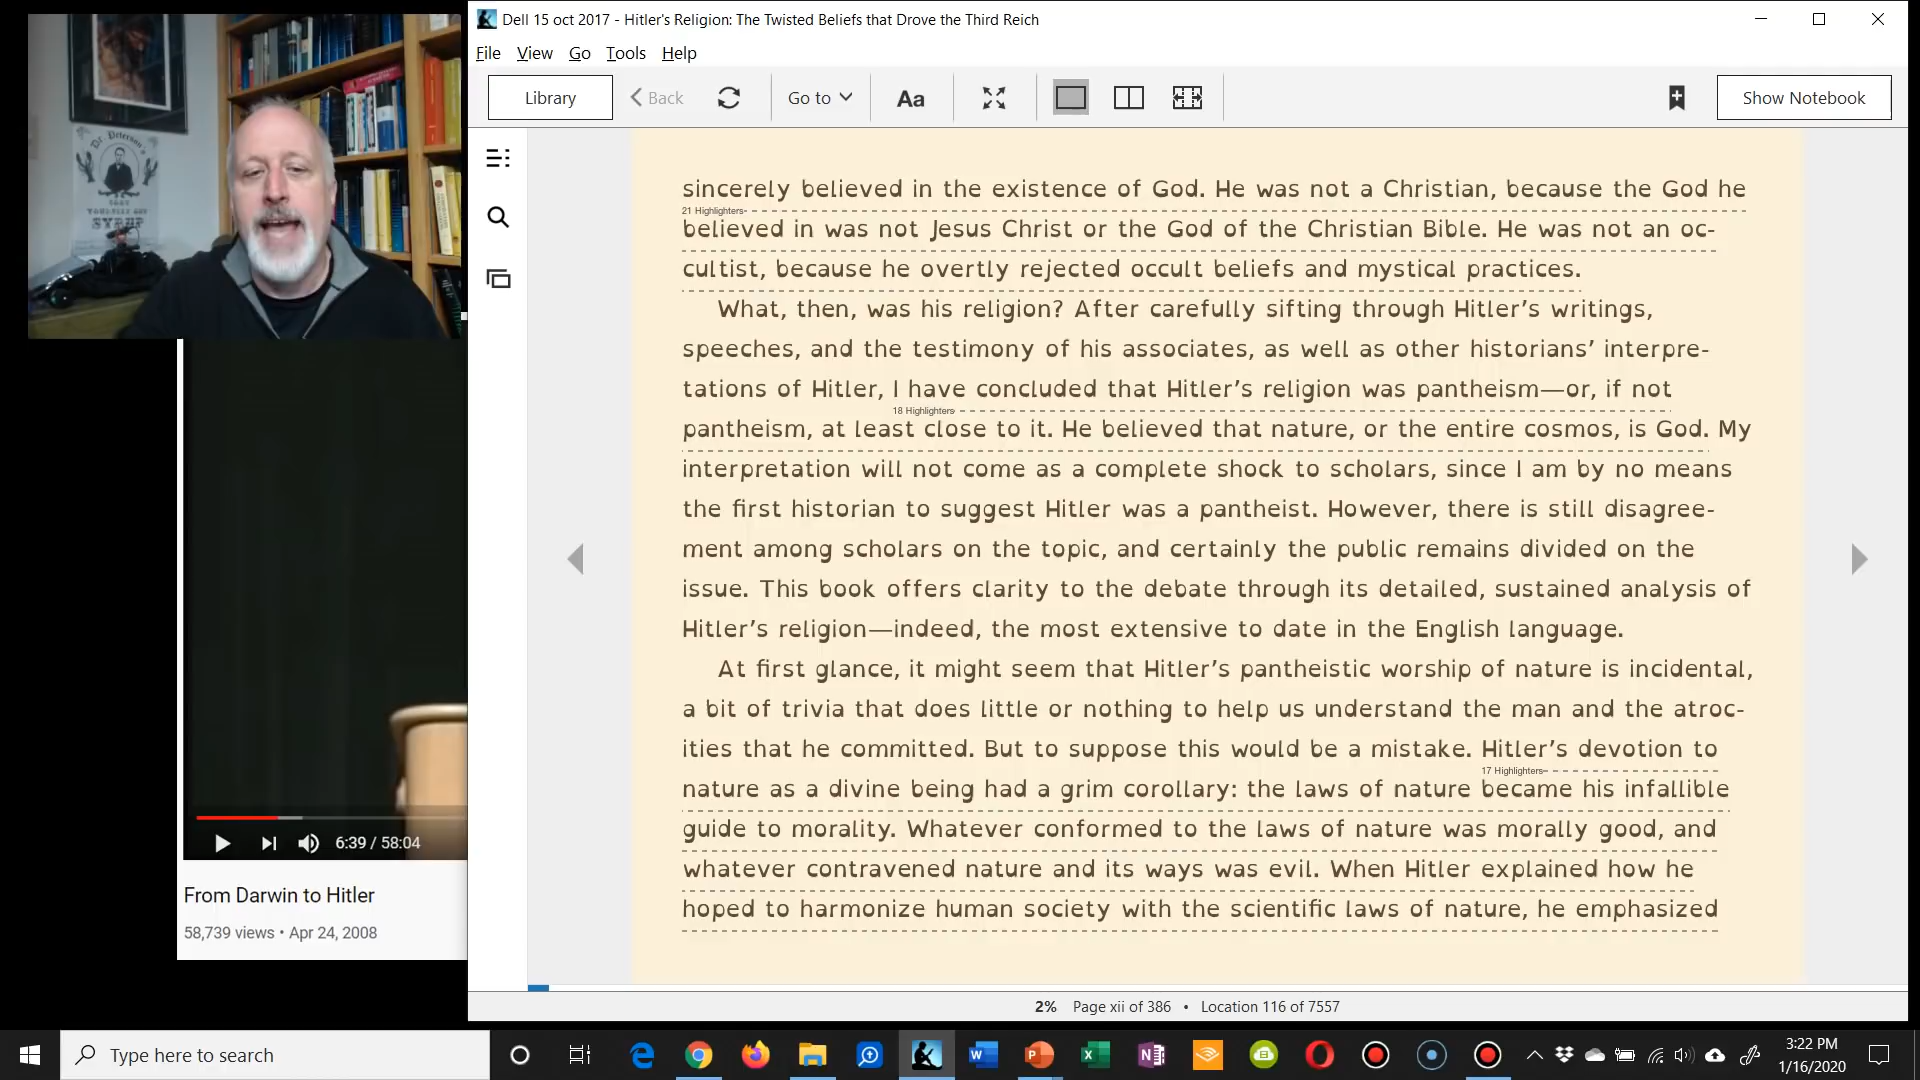 Dr. Peterson's
SYRUP
Dell 15 oct 2017 - Hitler's Religion: The Twisted Beliefs that Drove the Third Reich
File View Go Tools Help
Library
Back
Go to
Aa
Show Notebook
sincerely believed in the existence of God. He was not a Christian, because the God he
21 Highlighters
believed in was not Jesus Christ or the God of the Christian Bible. He was not an oc-
cultist, because he overtly rejected occult beliefs and mystical practices.
What, then, was his religion? After carefully sifting through Hitler's writings,
speeches, and the testimony of his associates, as well as other historians' interpre-
tations of Hitler, I have concluded that Hitler's religion was pantheism—or, if not
18 Highlighters
pantheism, at least close to it. He believed that nature, or the entire cosmos, is God. My
interpretation will not come as a complete shock to scholars, since I am by no means
the first historian to suggest Hitler was a pantheist. However, there is still disagree-
ment among scholars on the topic, and certainly the public remains divided on the
issue. This book offers clarity to the debate through its detailed, sustained analysis of
Hitler's religion—indeed, the most extensive to date in the English language.
At first glance, it might seem that Hitler's pantheistic worship of nature is incidental,
a bit of trivia that does little or nothing to help us understand the man and the atroc-
ities that he committed. But to suppose this would be a mistake. Hitler's devotion to
17 Highlighters
nature as a divine being had a grim corollary: the laws of nature became his infallible
guide to morality. Whatever conformed to the laws of nature was morally good, and
whatever contravened nature and its ways was evil. When Hitler explained how he
hoped to harmonize human society with the scientific laws of nature, he emphasized
2% Page xii of 386 • Location 116 of 7557
6:39 / 58:04
From Darwin to Hitler
58,739 views • Apr 24, 2008
Type here to search
3:22 PM
1/16/2020